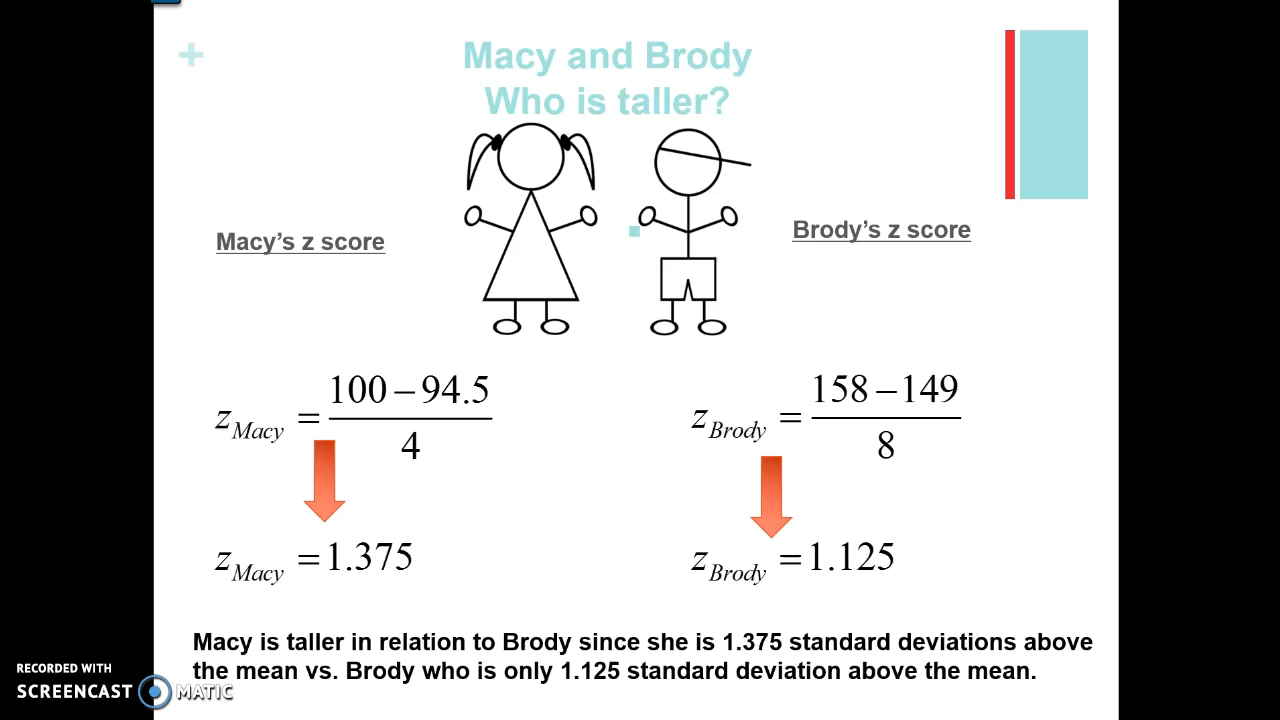 +
Macy and Brody
Who is taller?
Macy's z score
Brody's z score
z_Macy = (100 – 94.5) / 4
z_Brody = (158 – 149) / 8
z_Macy = 1.375
z_Brody = 1.125
Macy is taller in relation to Brody since she is 1.375 standard deviations above
the mean vs. Brody who is only 1.125 standard deviation above the mean.
RECORDED WITH
SCREENCAST MATIC